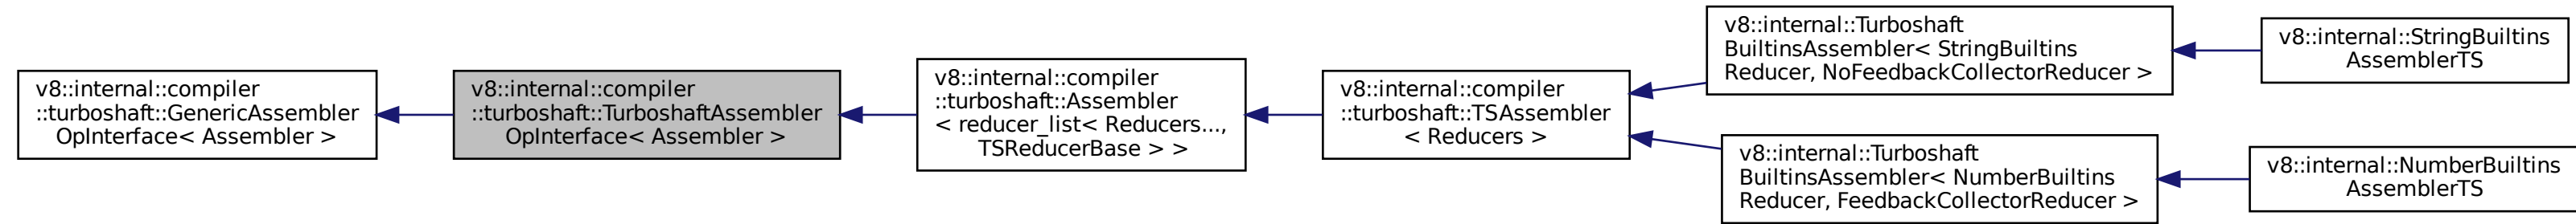 v8::internal::compiler
::turboshaft::GenericAssembler
OpInterface< Assembler >
v8::internal::compiler
::turboshaft::TurboshaftAssembler
OpInterface< Assembler >
v8::internal::compiler
::turboshaft::Assembler
< reducer_list< Reducers...,
TSReducerBase > >
v8::internal::compiler
::turboshaft::TSAssembler
< Reducers >
v8::internal::Turboshaft
BuiltinsAssembler< StringBuiltins
Reducer, NoFeedbackCollectorReducer >
v8::internal::StringBuiltins
AssemblerTS
v8::internal::Turboshaft
BuiltinsAssembler< NumberBuiltins
Reducer, FeedbackCollectorReducer >
v8::internal::NumberBuiltins
AssemblerTS